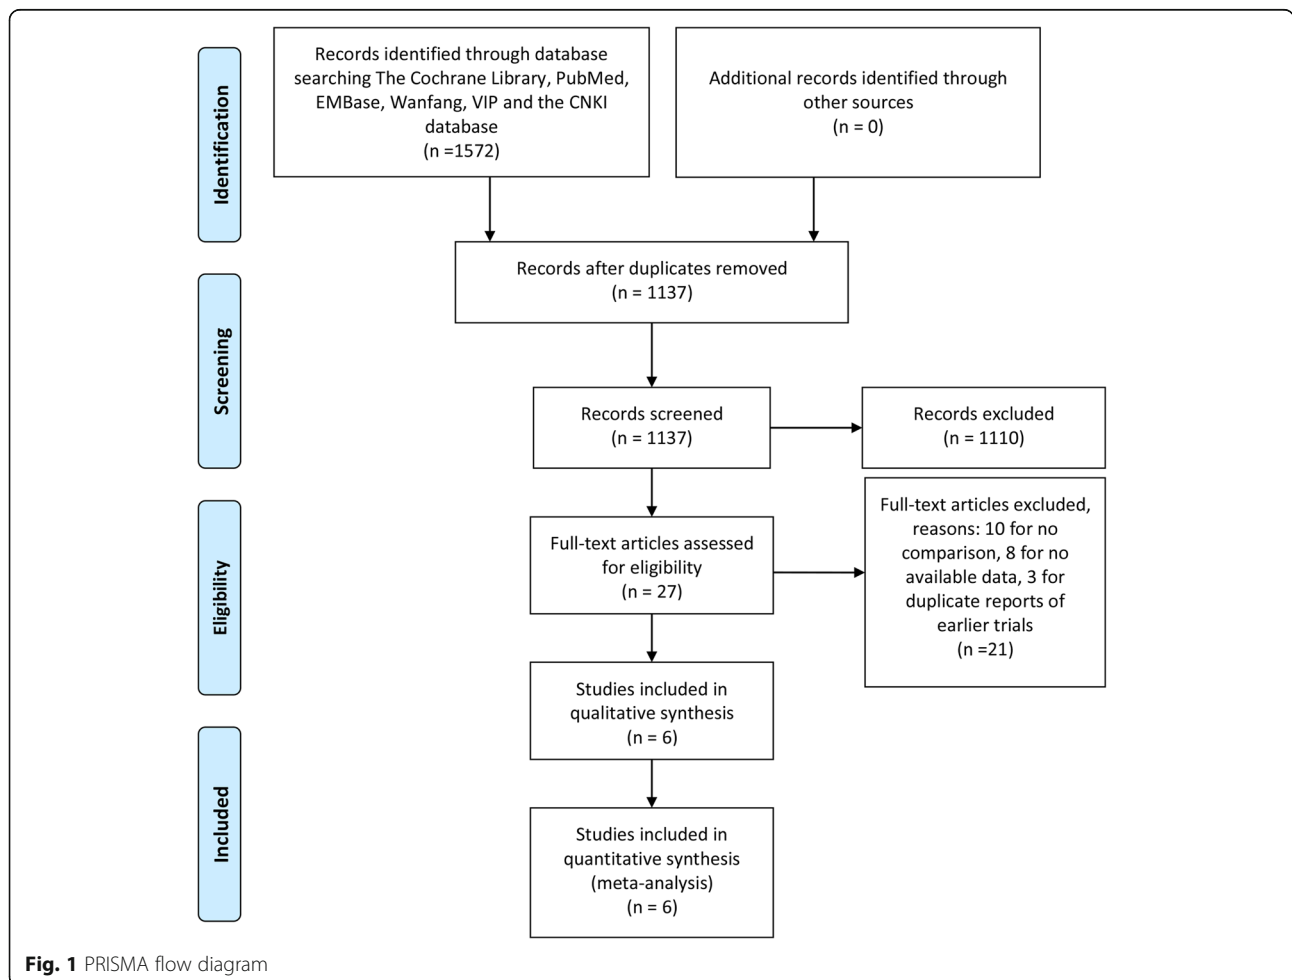 Identification
Records identified through database
searching The Cochrane Library, PubMed,
EMBase, Wanfang, VIP and the CNKI
database
(n =1572)
Additional records identified through
other sources
(n = 0)
Records after duplicates removed
(n = 1137)
Screening
Records screened
(n = 1137)
Records excluded
(n = 1110)
Eligibility
Full-text articles assessed
for eligibility
(n = 27)
Full-text articles excluded,
reasons: 10 for no
comparison, 8 for no
available data, 3 for
duplicate reports of
earlier trials
(n =21)
Studies included in
qualitative synthesis
(n = 6)
Included
Studies included in
quantitative synthesis
(meta-analysis)
(n = 6)
Fig. 1 PRISMA flow diagram